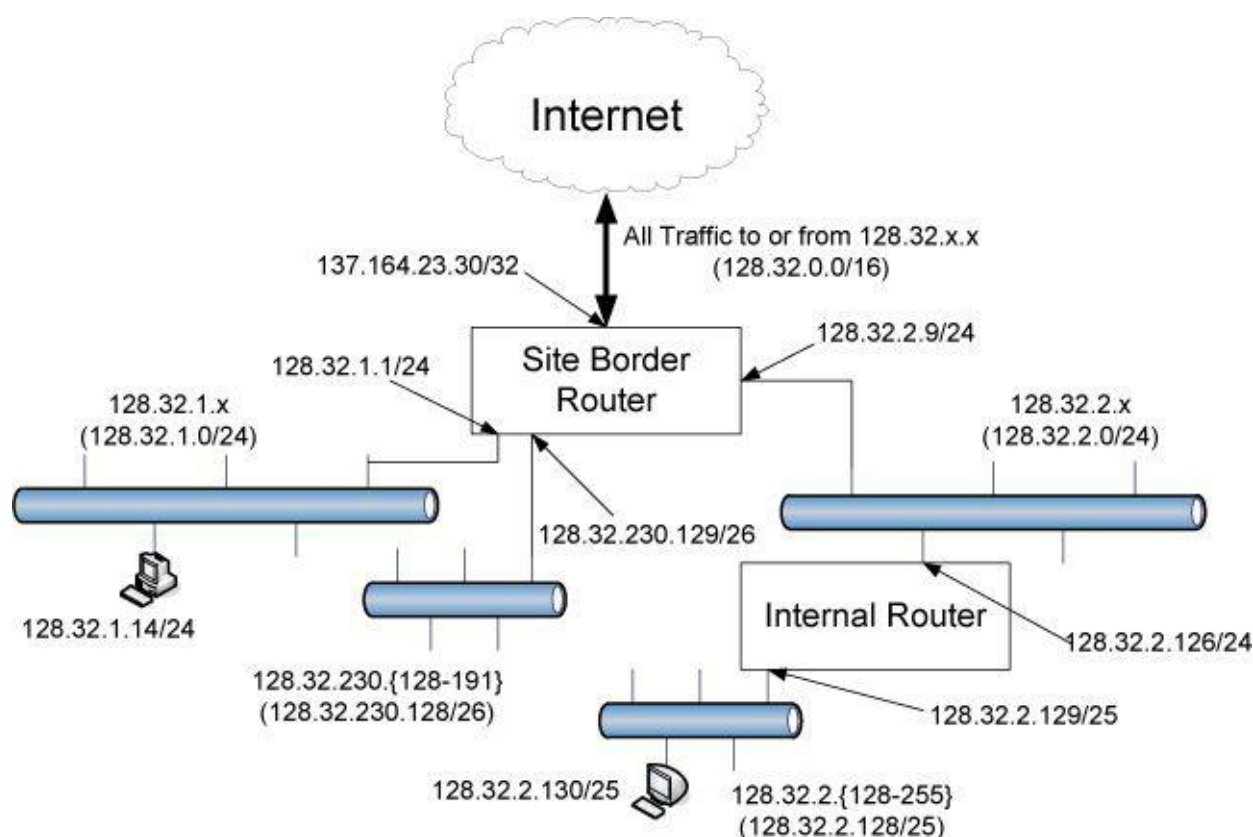 Internet
All Traffic to or from 128.32.x.x
(128.32.0.0/16)
137.164.23.30/32
128.32.2.9/24
Site Border
Router
128.32.1.1/24
128.32.1.x
(128.32.1.0/24)
128.32.2.x
(128.32.2.0/24)
128.32.230.129/26
128.32.1.14/24
Internal Router
128.32.2.126/24
128.32.230.{128-191}
(128.32.230.128/26)
128.32.2.129/25
128.32.2.130/25
128.32.2.{128-255}
(128.32.2.128/25)